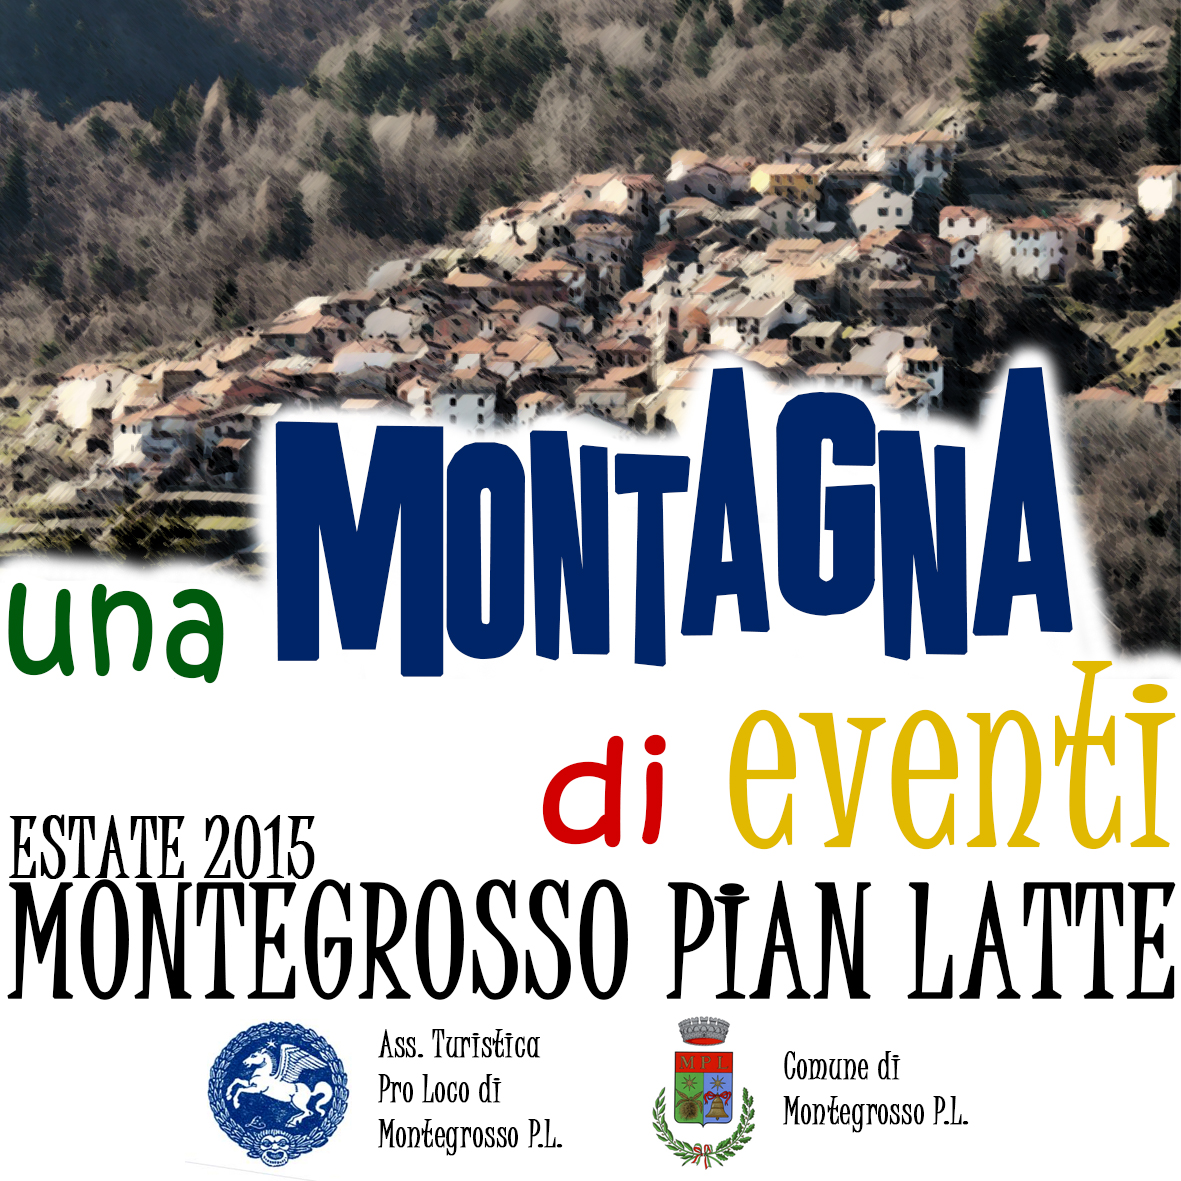 una MONTAGNA
di eventi
ESTATE 2015
MONTEGROSSO PiAN LATTE
Ass. Turistica
Pro Loco di
Montegrosso P.L.
M P L
Comune di
Montegrosso P.L.